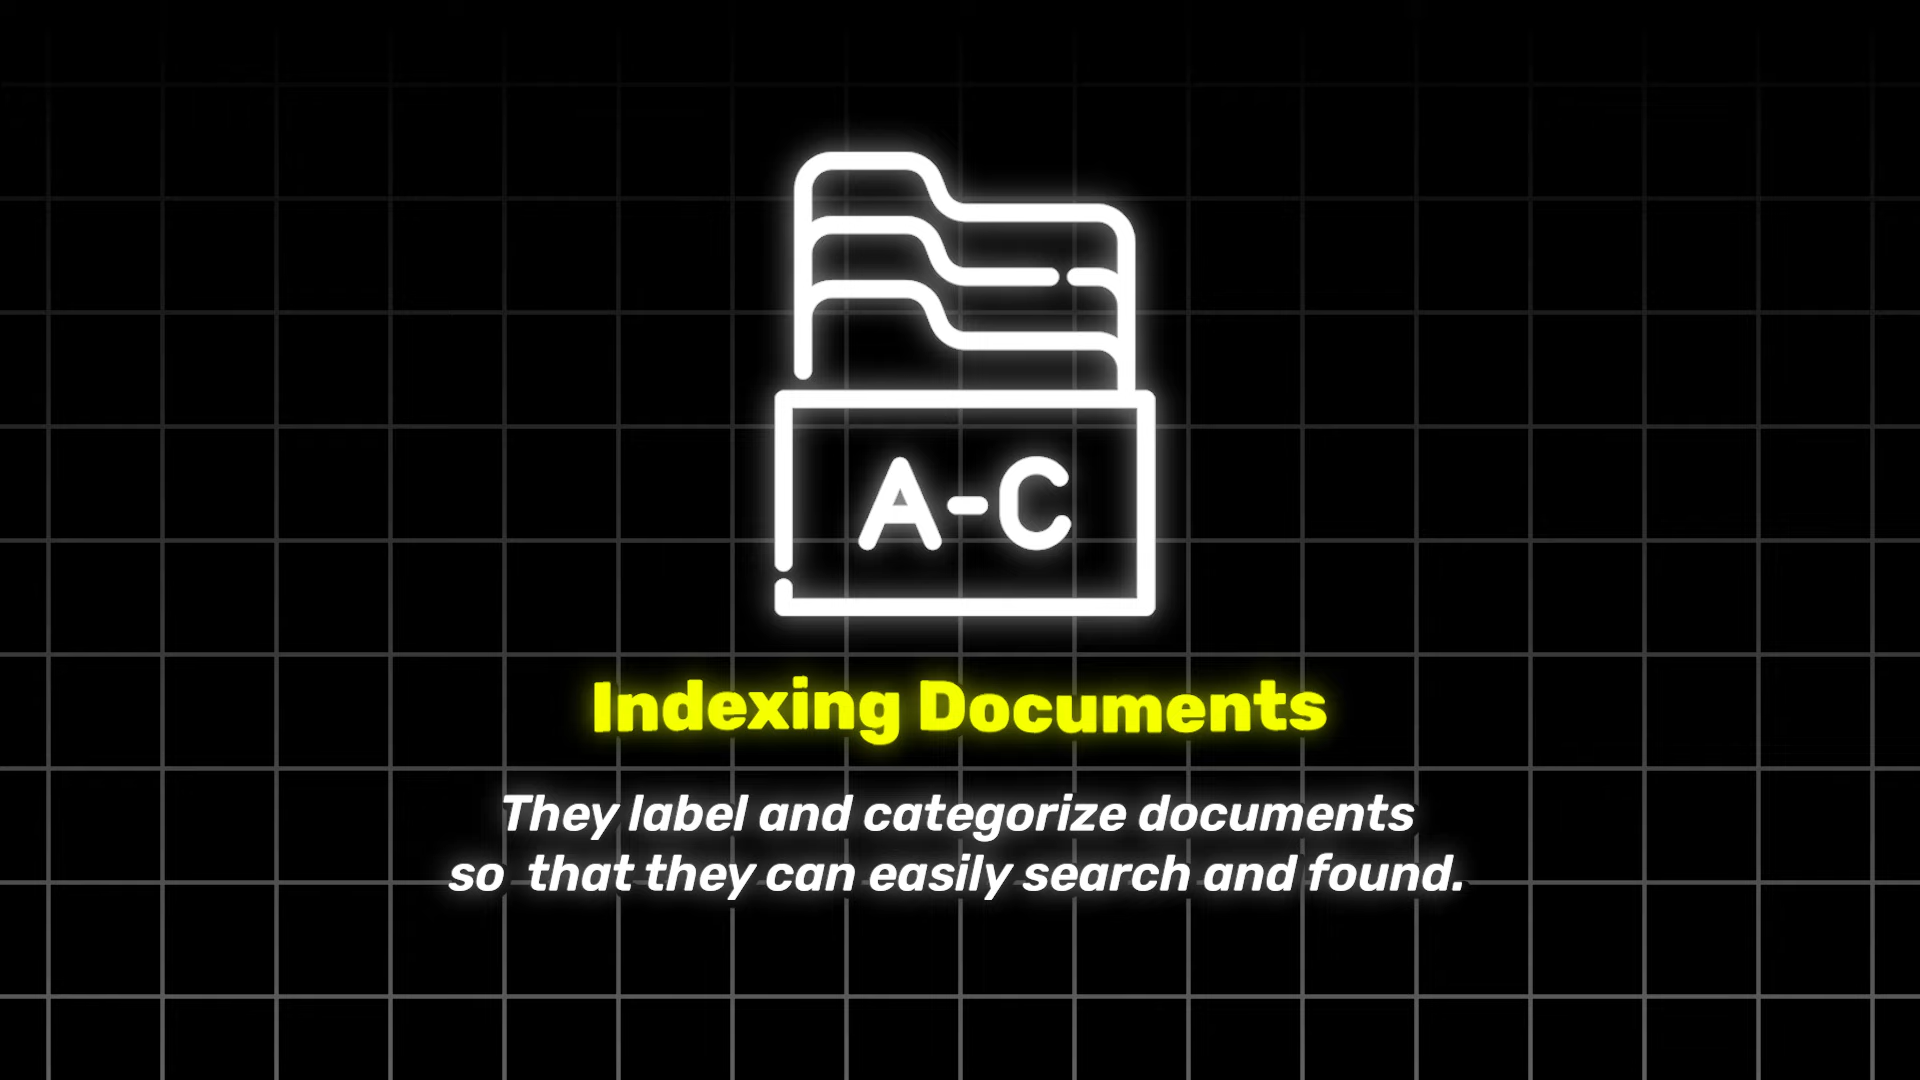 A-C
Indexing Documents
They label and categorize documents
so that they can easily search and found.